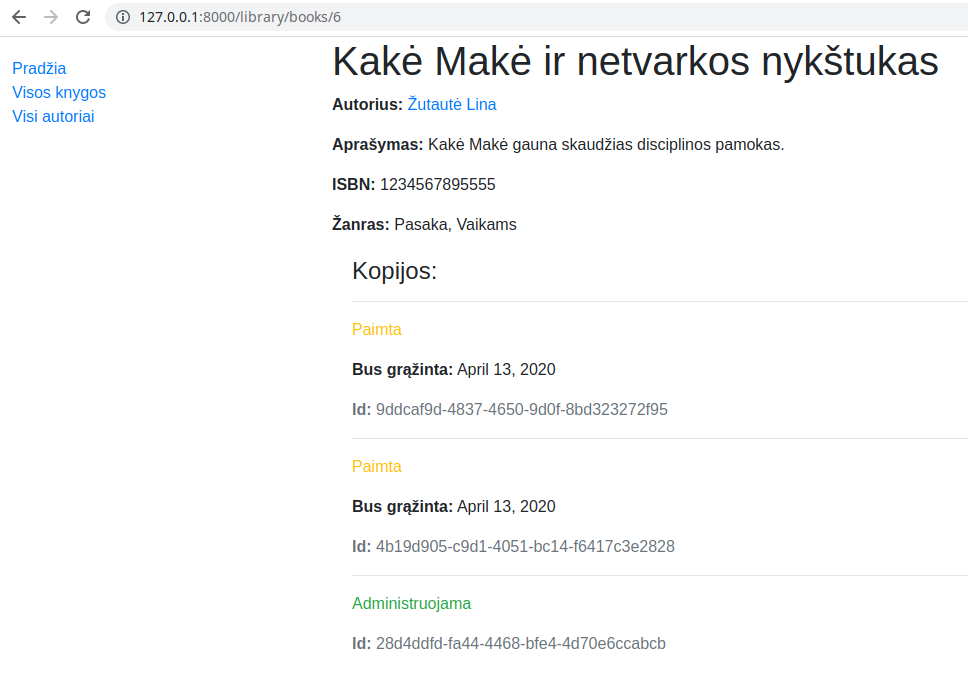 127.0.0.1:8000/library/books/6
Pradžia
Visos knygos
Visi autoriai
Kakė Makė ir netvarkos nykštukas
Autorius: Žutautė Lina
Aprašymas: Kakė Makė gauna skaudžias disciplinos pamokas.
ISBN: 1234567895555
Žanras: Pasaka, Vaikams
Kopijos:
Paimta
Bus grąžinta: April 13, 2020
Id: 9ddcaf9d-4837-4650-9d0f-8bd323272f95
Paimta
Bus grąžinta: April 13, 2020
Id: 4b19d905-c9d1-4051-bc14-f6417c3e2828
Administruojama
Id: 28d4ddfd-fa44-4468-bfe4-4d70e6ccabcb